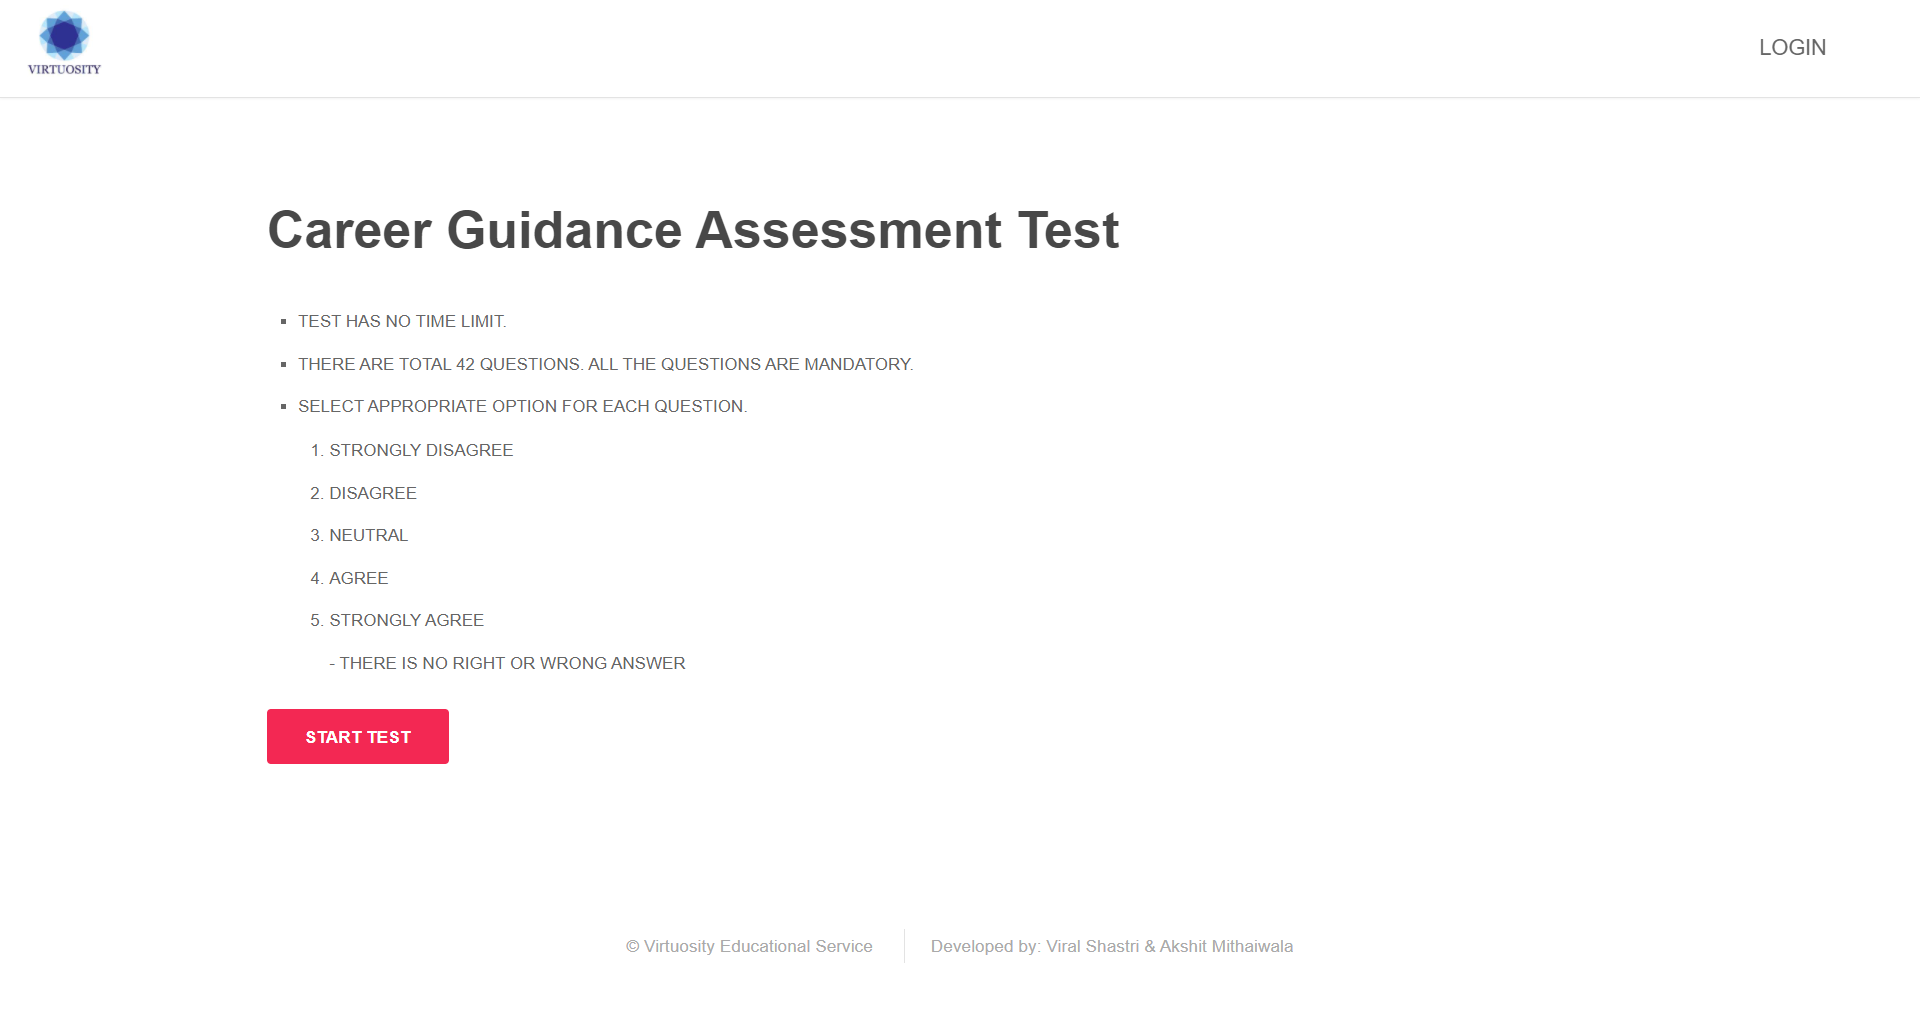 VIRTUOSITY
LOGIN
Career Guidance Assessment Test
▪ TEST HAS NO TIME LIMIT.
▪ THERE ARE TOTAL 42 QUESTIONS. ALL THE QUESTIONS ARE MANDATORY.
▪ SELECT APPROPRIATE OPTION FOR EACH QUESTION.
1. STRONGLY DISAGREE
2. DISAGREE
3. NEUTRAL
4. AGREE
5. STRONGLY AGREE
- THERE IS NO RIGHT OR WRONG ANSWER
START TEST
© Virtuosity Educational Service
Developed by: Viral Shastri & Akshit Mithaiwala